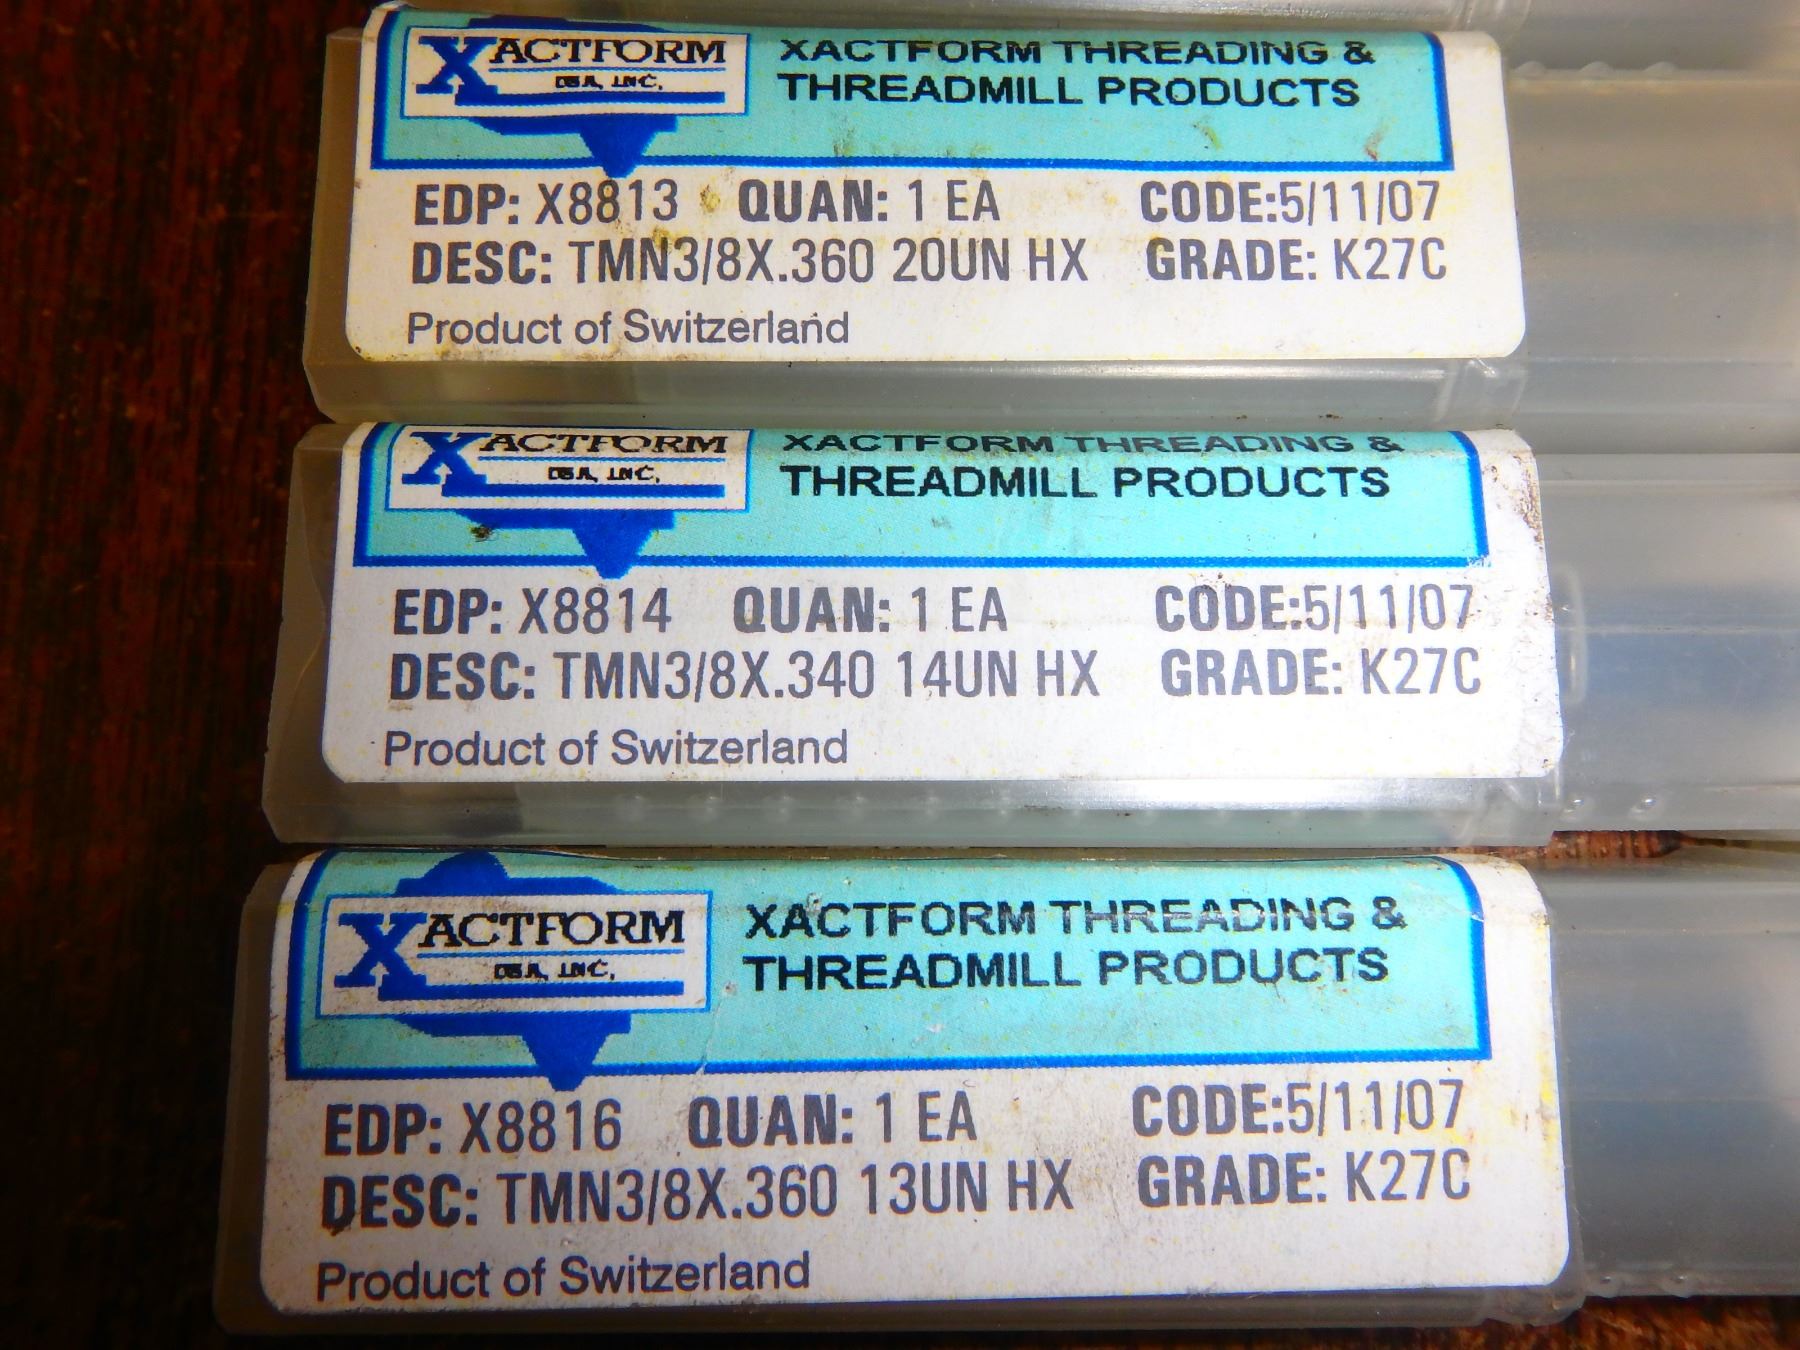 XACTFORM
USA, INC.
XACTFORM THREADING &
THREADMILL PRODUCTS
EDP: X8813 QUAN: 1 EA CODE:5/11/07
DESC: TMN3/8X.360 20UN HX GRADE: K27C
Product of Switzerland
XACTFORM
USA, INC.
XACTFORM THREADING &
THREADMILL PRODUCTS
EDP: X8814 QUAN: 1 EA CODE:5/11/07
DESC: TMN3/8X.340 14UN HX GRADE: K27C
Product of Switzerland
XACTFORM
USA, INC.
XACTFORM THREADING &
THREADMILL PRODUCTS
EDP: X8816 QUAN: 1 EA CODE:5/11/07
DESC: TMN3/8X.360 13UN HX GRADE: K27C
Product of Switzerland